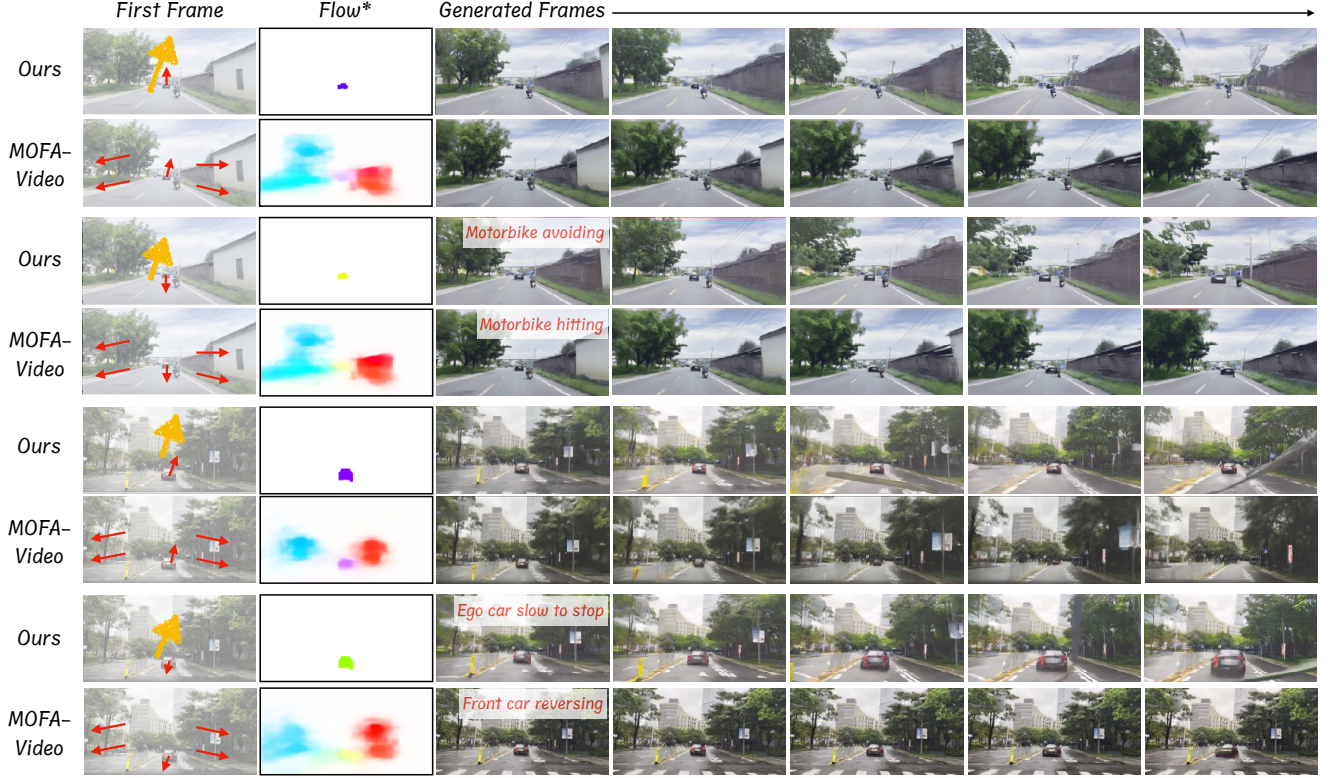 First Frame Flow* Generated Frames
Ours
MOFA-
Video
Ours
Motorbike avoiding
MOFA-
Video
Motorbike hitting
Ours
MOFA-
Video
Ours
Ego car slow to stop
MOFA-
Video
Front car reversing